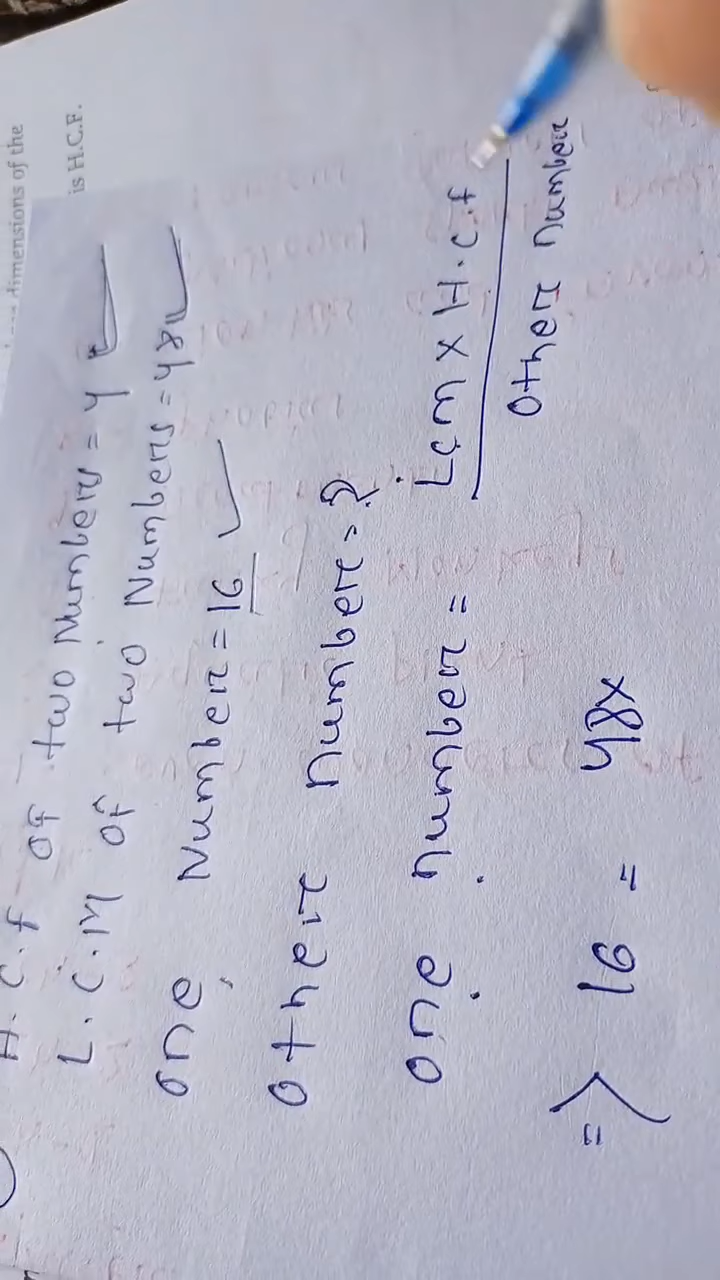 dimensions of the
is H.C.F.
H.C.f of two Numbers = 4
L.C.M of two Numbers = 48
one Number = 16
other number = ?
one number = Lcm x H.c.f
other number
=> 16 = 48x